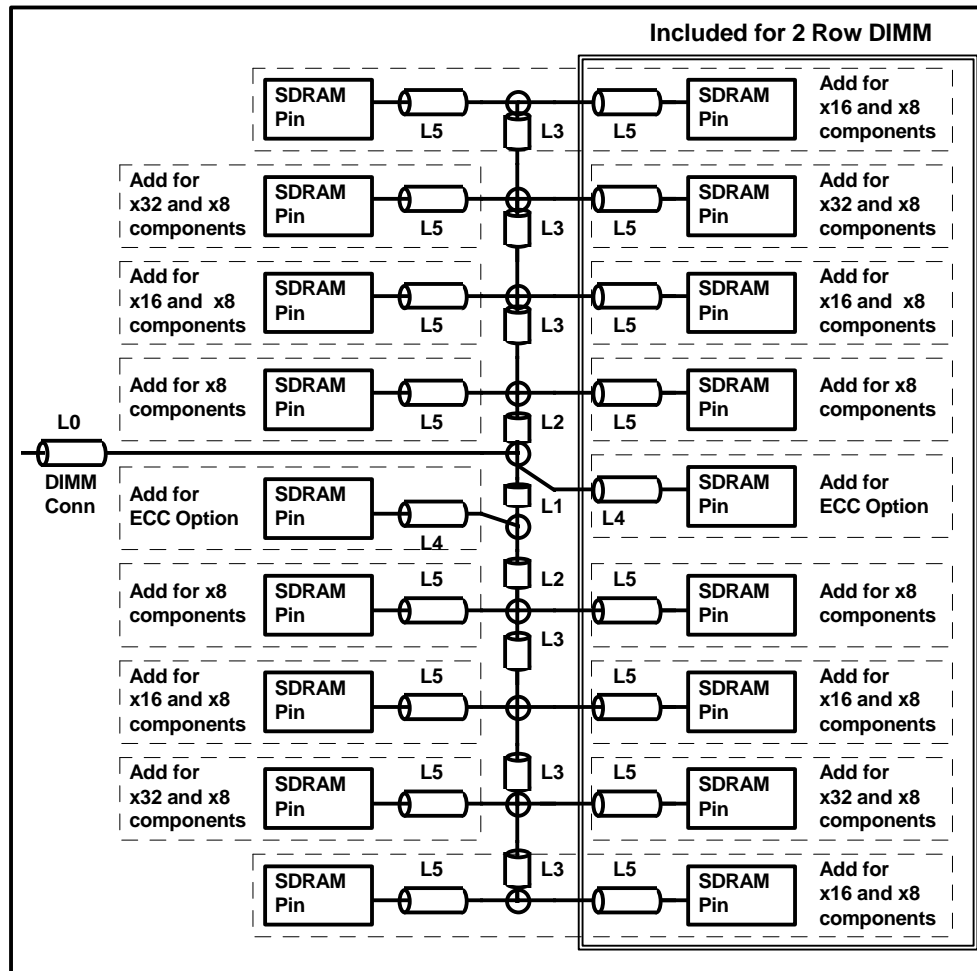 Included for 2 Row DIMM
SDRAM
Pin
L5
L3
L5
SDRAM
Pin
Add for
x16 and x8
components
Add for
x32 and x8
components
SDRAM
Pin
L5
L3
L5
SDRAM
Pin
Add for
x32 and x8
components
Add for
x16 and x8
components
SDRAM
Pin
L5
L3
L5
SDRAM
Pin
Add for
x16 and x8
components
Add for x8
components
SDRAM
Pin
L5
L2
L5
SDRAM
Pin
Add for x8
components
L0
DIMM
Conn
Add for
ECC Option
SDRAM
Pin
L4
L1
L4
SDRAM
Pin
Add for
ECC Option
Add for x8
components
SDRAM
Pin
L5
L2
L3
L5
SDRAM
Pin
Add for x8
components
Add for
x16 and x8
components
SDRAM
Pin
L5
L5
SDRAM
Pin
Add for
x16 and x8
components
Add for
x32 and x8
components
SDRAM
Pin
L5
L3
L5
SDRAM
Pin
Add for
x32 and x8
components
SDRAM
Pin
L5
L3
L5
SDRAM
Pin
Add for
x16 and x8
components